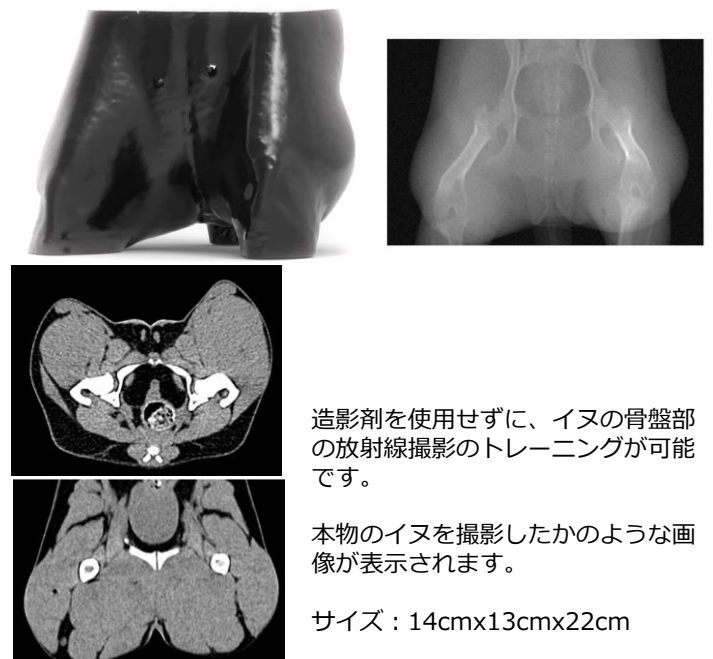 造影剤を使用せずに、イヌの骨盤部
の放射線撮影のトレーニングが可能
です。
本物のイヌを撮影したかのような画
像が表示されます。
サイズ：14cmx13cmx22cm